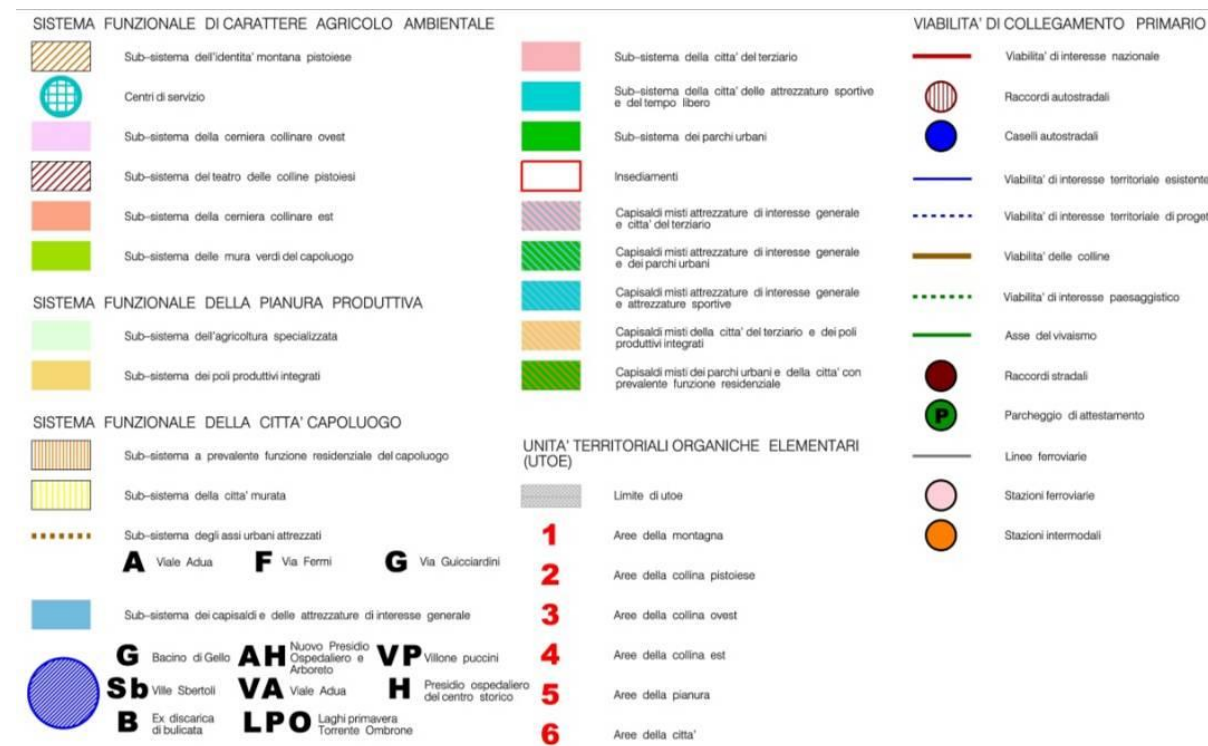 SISTEMA FUNZIONALE DI CARATTERE AGRICOLO AMBIENTALE
Sub-sistema dell'identita' montana pistoiese
Centri di servizio
Sub-sistema della cerniera collinare ovest
Sub-sistema del teatro delle colline pistoiesi
Sub-sistema della cerniera collinare est
Sub-sistema delle mura verdi del capoluogo
SISTEMA FUNZIONALE DELLA PIANURA PRODUTTIVA
Sub-sistema dell'agricoltura specializzata
Sub-sistema dei poli produttivi integrati
SISTEMA FUNZIONALE DELLA CITTA' CAPOLUOGO
Sub-sistema a prevalente funzione residenziale del capoluogo
Sub-sistema della citta' murata
Sub-sistema degli assi urbani attrezzati
A Viale Adua F Via Fermi G Via Guicciardini
Sub-sistema dei capisaldi e delle attrezzature di interesse generale
G Bacino di Gello AH Nuovo Presidio
Ospedaliero e
Arboreto VP Villone puccini
Sb Ville Sbertoli VA Viale Adua H Presidio ospedaliero
del centro storico
B Ex discarica
di bulicata LPO Laghi primavera
Torrente Ombrone
Sub-sistema della citta' del terziario
Sub-sistema della citta' delle attrezzature sportive
e del tempo libero
Sub-sistema dei parchi urbani
Insediamenti
Capisaldi misti attrezzature di interesse generale
e citta' del terziario
Capisaldi misti attrezzature di interesse generale
e dei parchi urbani
Capisaldi misti attrezzature di interesse generale
e attrezzature sportive
Capisaldi misti della citta' del terziario e dei poli
produttivi integrati
Capisaldi misti dei parchi urbani e della citta' con
prevalente funzione residenziale
UNITA' TERRITORIALI ORGANICHE ELEMENTARI
(UTOE)
Limite di utoe
1 Aree della montagna
2 Aree della collina pistoiese
3 Aree della collina ovest
4 Aree della collina est
5 Aree della pianura
6 Aree della citta'
VIABILITA' DI COLLEGAMENTO PRIMARIO
Viabilita' di interesse nazionale
Raccordi autostradali
Caselli autostradali
Viabilita' di interesse territoriale esistente
Viabilita' di interesse territoriale di proget
Viabilita' delle colline
Viabilita' di interesse paesaggistico
Asse del vivaismo
Raccordi stradali
P Parcheggio di attestamento
Linee ferroviarie
Stazioni ferroviarie
Stazioni intermodali